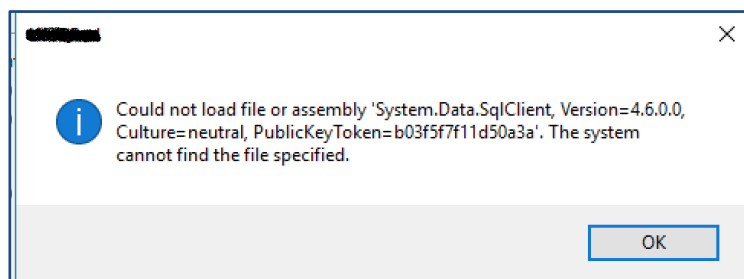 Could not load file or assembly 'System.Data.SqlClient, Version=4.6.0.0,
Culture=neutral, PublicKeyToken=b03f5f7f11d50a3a'. The system
cannot find the file specified.
OK